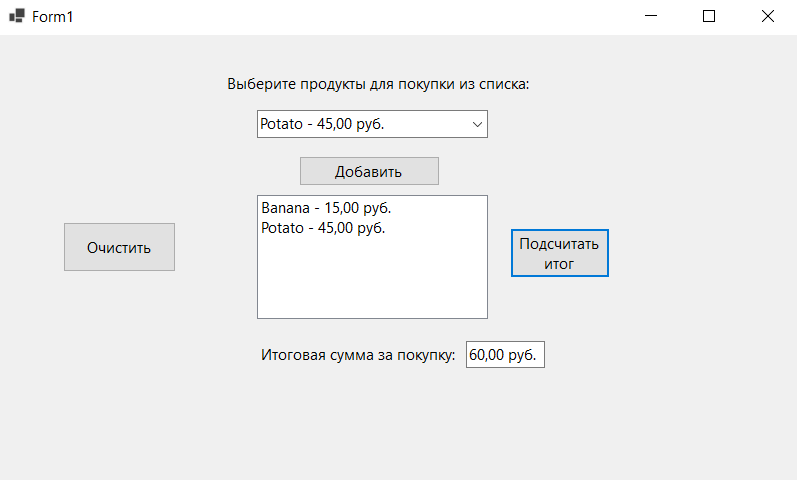 Form1
Выберите продукты для покупки из списка:
Potato - 45,00 руб.
Добавить
Banana - 15,00 руб.
Potato - 45,00 руб.
Очистить
Подсчитать
итог
Итоговая сумма за покупку: 60,00 руб.